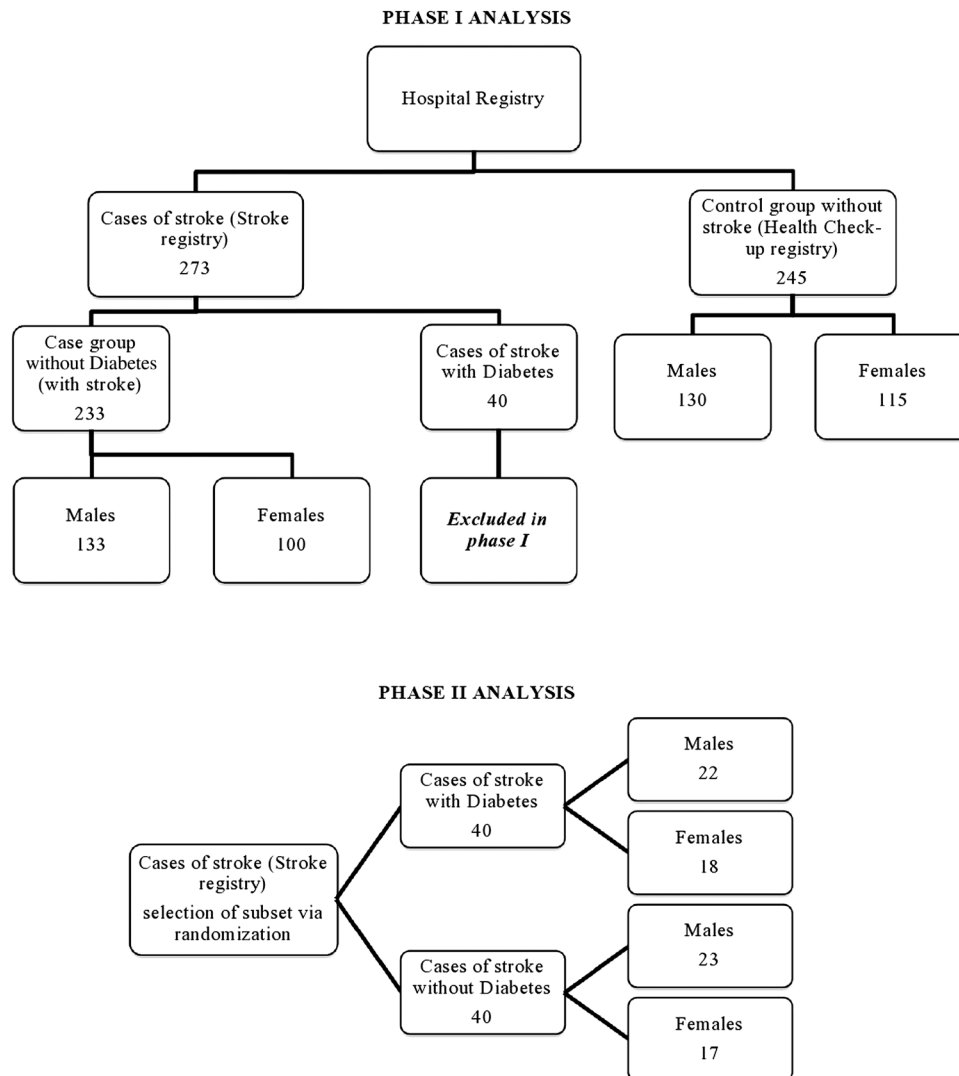 PHASE I ANALYSIS
Hospital Registry
Cases of stroke (Stroke
registry)
273
Control group without
stroke (Health Check-
up registry)
245
Case group
without Diabetes
(with stroke)
233
Cases of stroke
with Diabetes
40
Males
130
Females
115
Males
133
Females
100
Excluded in
phase I
PHASE II ANALYSIS
Cases of stroke (Stroke
registry)
selection of subset via
randomization
Cases of stroke
with Diabetes
40
Males
22
Females
18
Cases of stroke
without Diabetes
40
Males
23
Females
17